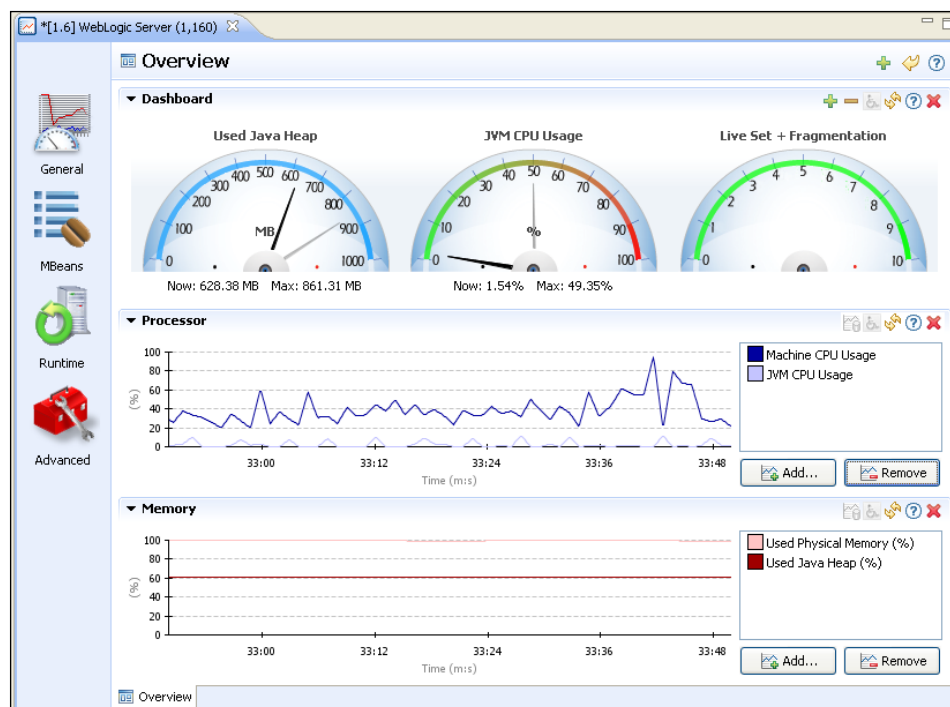 *[1.6] WebLogic Server (1,160)
Overview
General
MBeans
Runtime
Advanced
Dashboard
Used Java Heap
0 100 200 300 400 500 600 700 800 900 1000
MB
Now: 628.38 MB Max: 861.31 MB
JVM CPU Usage
0 10 20 30 40 50 60 70 80 90 100
%
Now: 1.54% Max: 49.35%
Live Set + Fragmentation
0 1 2 3 4 5 6 7 8 9 10
Processor
100
80
60
40
20
0
(%)
33:00 33:12 33:24 33:36 33:48
Time (m:s)
Machine CPU Usage
JVM CPU Usage
Add... Remove
Memory
100
80
60
40
20
0
(%)
33:00 33:12 33:24 33:36 33:48
Time (m:s)
Used Physical Memory (%)
Used Java Heap (%)
Add... Remove
Overview